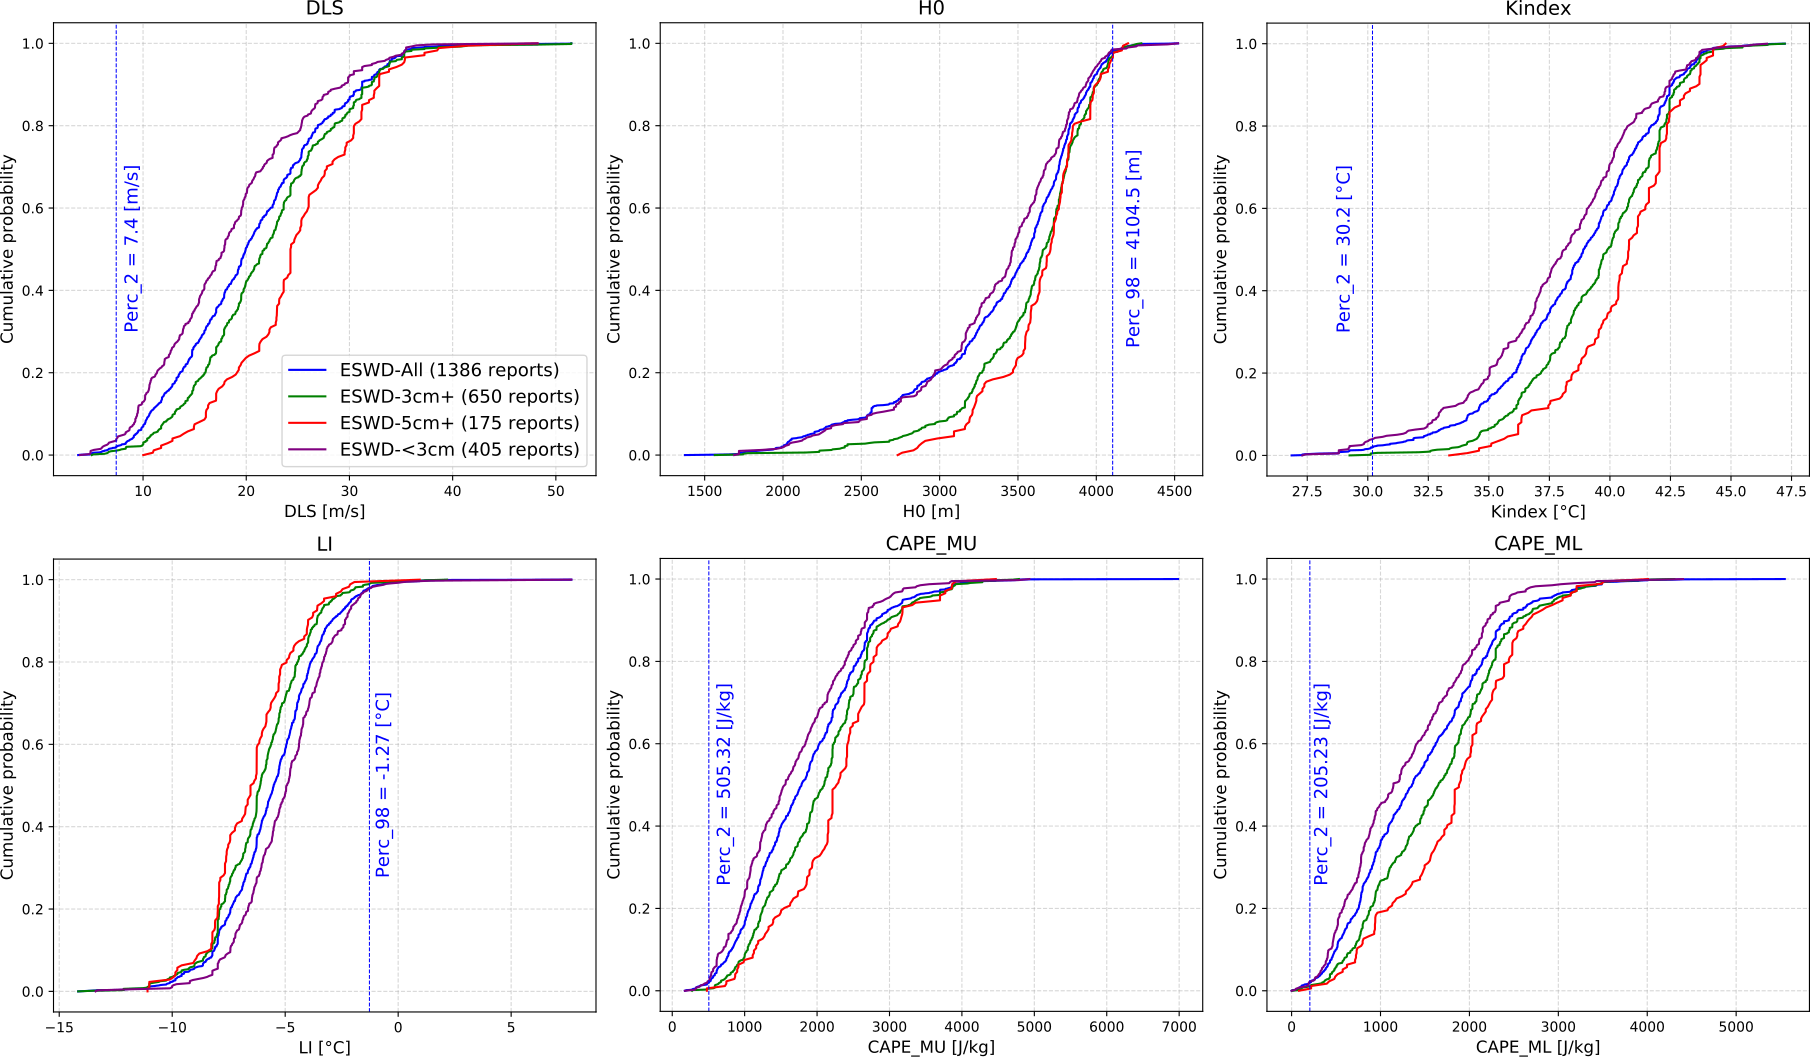 DLS
Cumulative probability
1.0
0.8
0.6
0.4
0.2
0.0
Perc_2 = 7.4 [m/s]
ESWD-All (1386 reports)
ESWD-3cm+ (650 reports)
ESWD-5cm+ (175 reports)
ESWD-<3cm (405 reports)
10 20 30 40 50
DLS [m/s]
H0
Cumulative probability
1.0
0.8
0.6
0.4
0.2
0.0
Perc_98 = 4104.5 [m]
1500 2000 2500 3000 3500 4000 4500
H0 [m]
Kindex
Cumulative probability
1.0
0.8
0.6
0.4
0.2
0.0
Perc_2 = 30.2 [°C]
27.5 30.0 32.5 35.0 37.5 40.0 42.5 45.0 47.5
Kindex [°C]
LI
Cumulative probability
1.0
0.8
0.6
0.4
0.2
0.0
Perc_98 = -1.27 [°C]
−15 −10 −5 0 5
LI [°C]
CAPE_MU
Cumulative probability
1.0
0.8
0.6
0.4
0.2
0.0
Perc_2 = 505.32 [J/kg]
0 1000 2000 3000 4000 5000 6000 7000
CAPE_MU [J/kg]
CAPE_ML
Cumulative probability
1.0
0.8
0.6
0.4
0.2
0.0
Perc_2 = 205.23 [J/kg]
0 1000 2000 3000 4000 5000
CAPE_ML [J/kg]